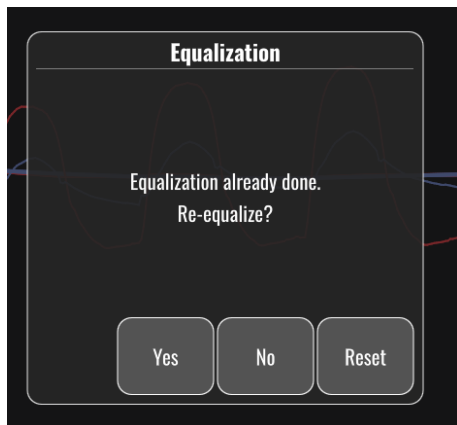 Equalization
Equalization already done.
Re-equalize?
Yes No Reset